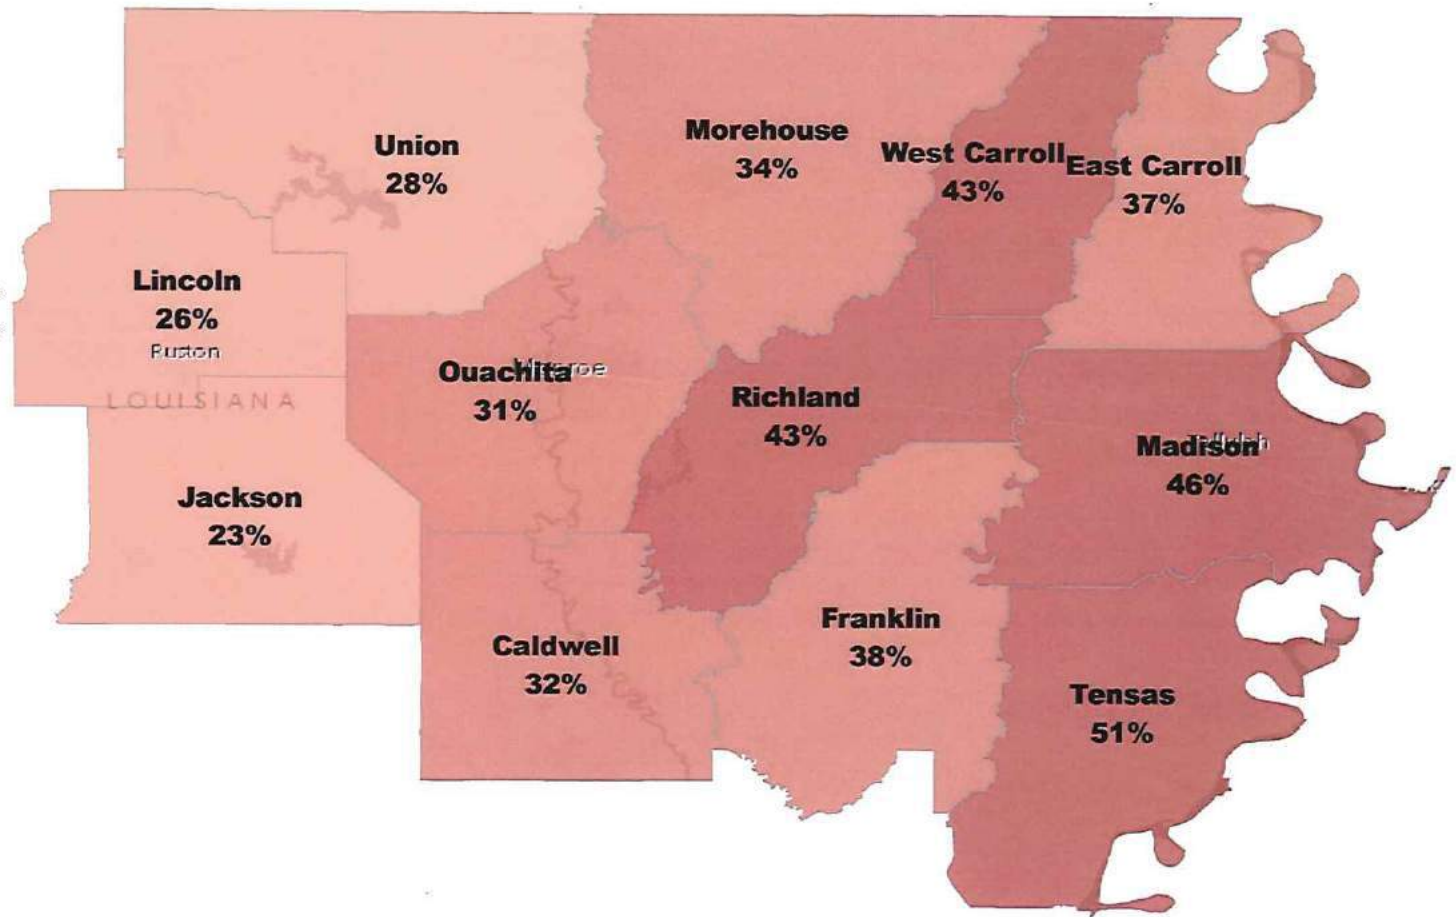 Union
28%
Morehouse
34%
West Carroll
43%
East Carroll
37%
Lincoln
26%
Ruston
LOUISIANA
Ouachita
31%
Richland
43%
Madison
46%
Jackson
23%
Caldwell
32%
Franklin
38%
Tensas
51%